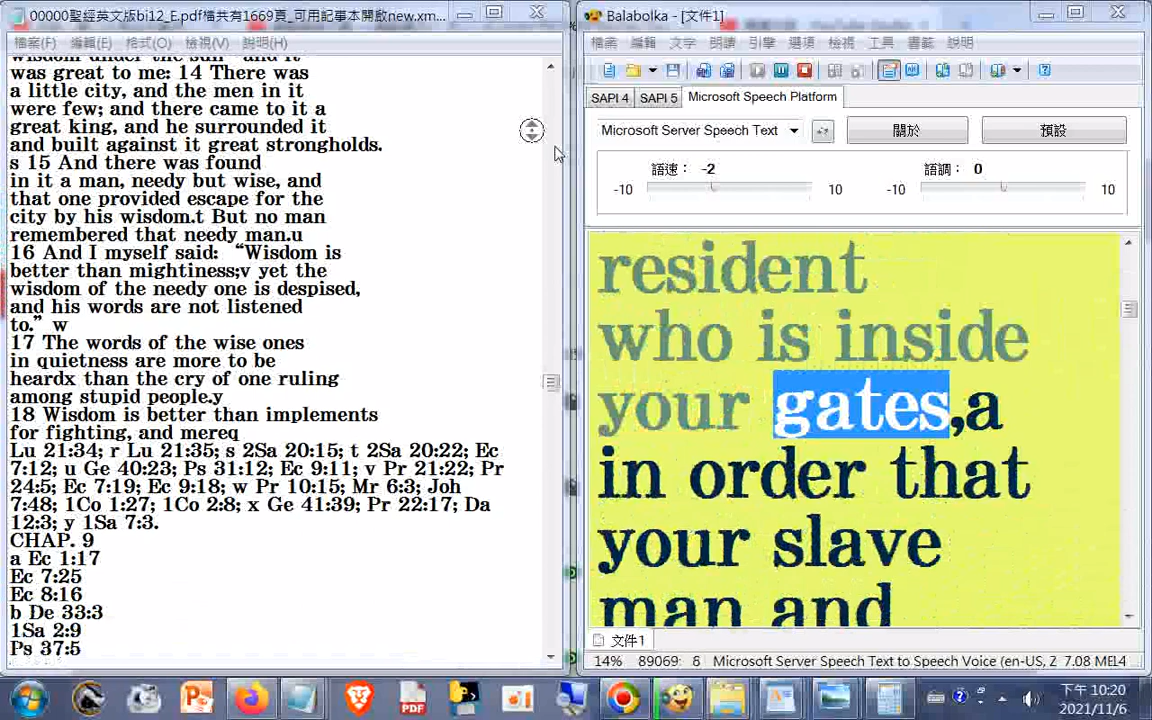 00000聖經英文版bi12_E.pdf檔共有1669頁_可用記事本開啟new.xm...
檔案(F) 編輯(E) 格式(O) 檢視(V) 說明(H)
wisdom under the sun and it
was great to me: 14 There was
a little city, and the men in it
were few; and there came to it a
great king, and he surrounded it
and built against it great strongholds.
s 15 And there was found
in it a man, needy but wise, and
that one provided escape for the
city by his wisdom.t But no man
remembered that needy man.u
16 And I myself said: “Wisdom is
better than mightiness;v yet the
wisdom of the needy one is despised,
and his words are not listened
to.” w
17 The words of the wise ones
in quietness are more to be
heardx than the cry of one ruling
among stupid people.y
18 Wisdom is better than implements
for fighting, and mereq
Lu 21:34; r Lu 21:35; s 2Sa 20:15; t 2Sa 20:22; Ec
7:12; u Ge 40:23; Ps 31:12; Ec 9:11; v Pr 21:22; Pr
24:5; Ec 7:19; Ec 9:18; w Pr 10:15; Mr 6:3; Joh
7:48; 1Co 1:27; 1Co 2:8; x Ge 41:39; Pr 22:17; Da
12:3; y 1Sa 7:3.
CHAP. 9
a Ec 1:17
Ec 7:25
Ec 8:16
b De 33:3
1Sa 2:9
Ps 37:5
Balabolka - [文件1]
檔案 編輯 文字 朗讀 引擎 選項 檢視 工具 書籤 說明
SAPI 4 SAPI 5 Microsoft Speech Platform
Microsoft Server Speech Text 關於 預設
語速: -2 語調: 0
-10 10 -10 10
resident
who is inside
your gates,a
in order that
your slave
man and
文件1
14% 89069: 8 Microsoft Server Speech Text to Speech Voice (en-US, Z 7.08 ME
下午 10:20
2021/11/6